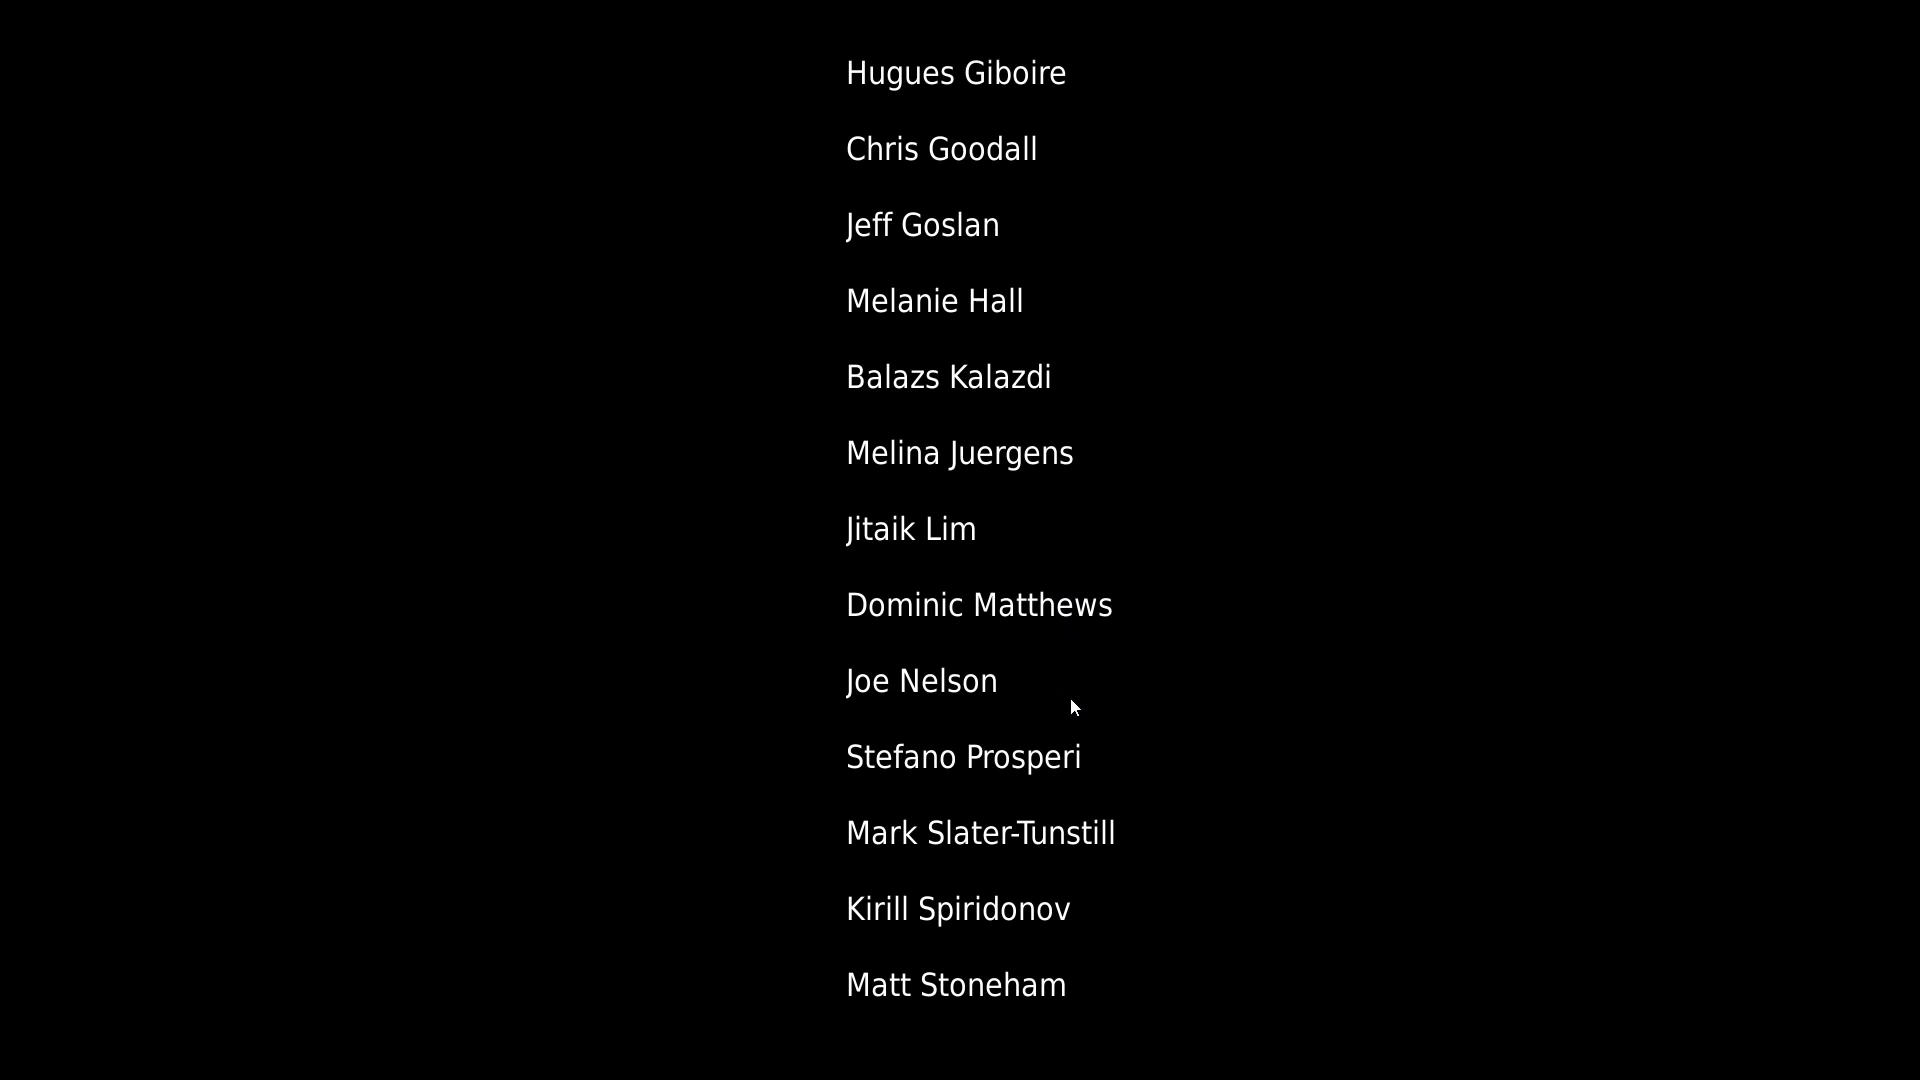 Hugues Giboire
Chris Goodall
Jeff Goslan
Melanie Hall
Balazs Kalazdi
Melina Juergens
Jitaik Lim
Dominic Matthews
Joe Nelson
Stefano Prosperi
Mark Slater-Tunstill
Kirill Spiridonov
Matt Stoneham